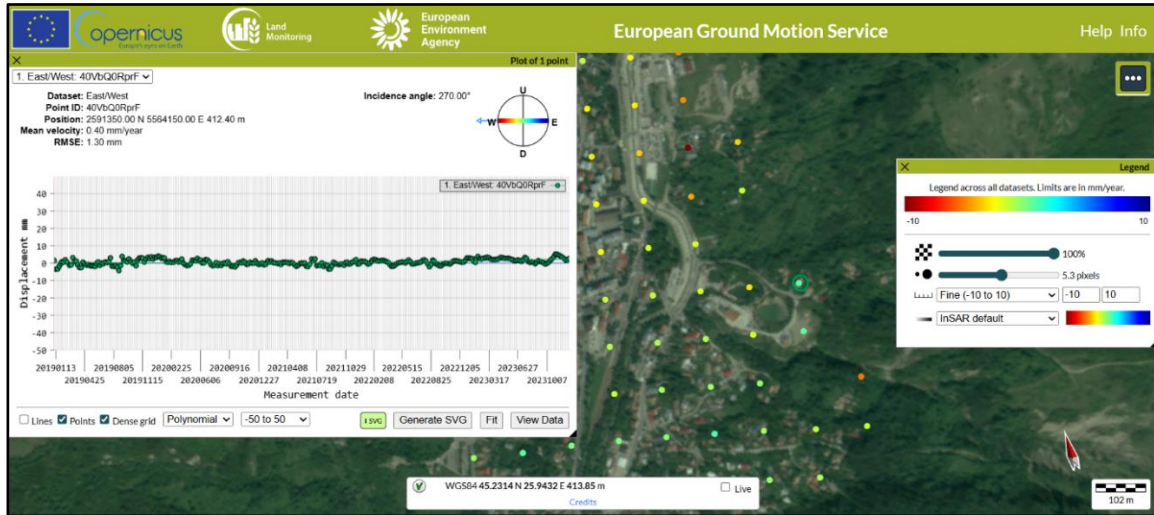 opernicus
Europe's eyes on Earth
Land
Monitoring
European
Environment
Agency
European Ground Motion Service
Help Info
Plot of 1 point
1. East/West: 40VbQ0RprF
Dataset: East/West
Point ID: 40VbQ0RprF
Position: 2591350.00 N 5564150.00 E 412.40 m
Mean velocity: 0.40 mm/year
RMSE: 1.30 mm
Incidence angle: 270.00°
U
W
E
D
1. East/West: 40VbQ0RprF
Displacement mm
40
30
20
10
0
-10
-20
-30
-40
-50
20190113 20190805 20200225 20200916 20210408 20211029 20220515 20221205 20230627
20190425 20191115 20200606 20201227 20210719 20220208 20220825 20230317 20231007
Measurement date
Lines Points Dense grid Polynomial -50 to 50 SVG Generate SVG Fit View Data
Legend
Legend across all datasets. Limits are in mm/year.
-10 10
100%
5.3 pixels
Fine (-10 to 10) -10 10
InSAR default
WGS84 45.2314 N 25.9432 E 413.85 m Live
Credits
102 m